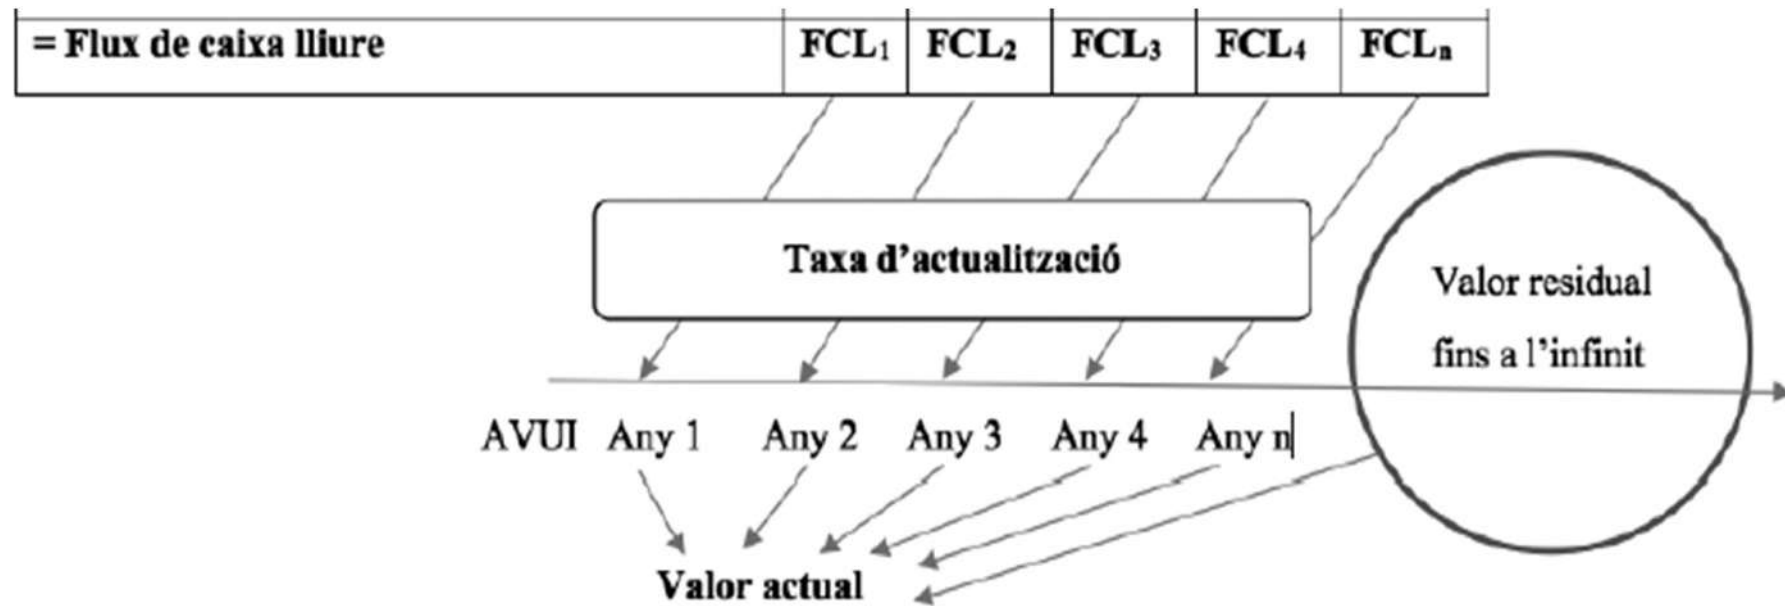 = Flux de caixa lliure FCL₁ FCL₂ FCL₃ FCL₄ FCLₙ
Taxa d'actualització
Valor residual
fins a l'infinit
AVUI Any 1 Any 2 Any 3 Any 4 Any n
Valor actual